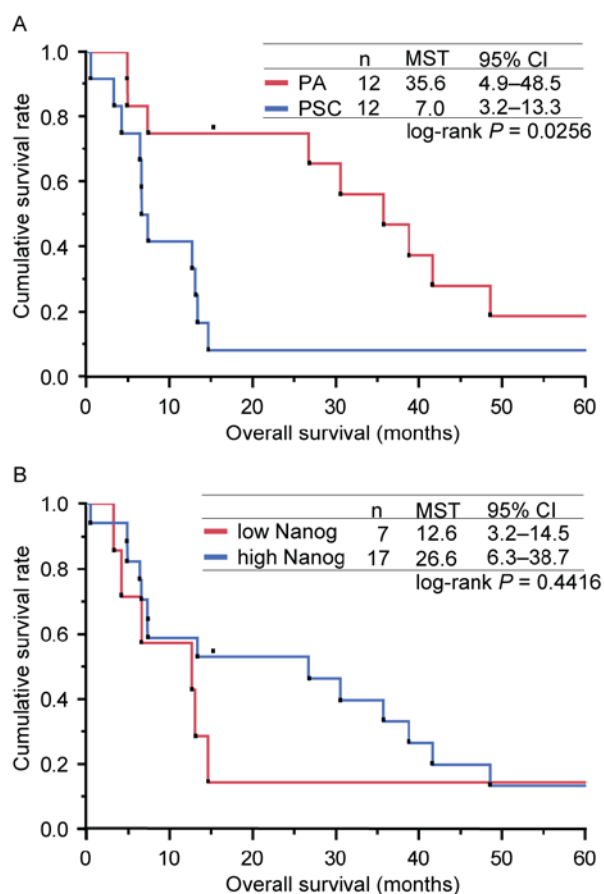 A
n MST 95% CI
PA 12 35.6 4.9–48.5
PSC 12 7.0 3.2–13.3
log-rank P = 0.0256
Cumulative survival rate
1.0
0.8
0.6
0.4
0.2
0.0
0 10 20 30 40 50 60
Overall survival (months)
B
n MST 95% CI
low Nanog 7 12.6 3.2–14.5
high Nanog 17 26.6 6.3–38.7
log-rank P = 0.4416
Cumulative survival rate
1.0
0.8
0.6
0.4
0.2
0.0
0 10 20 30 40 50 60
Overall survival (months)